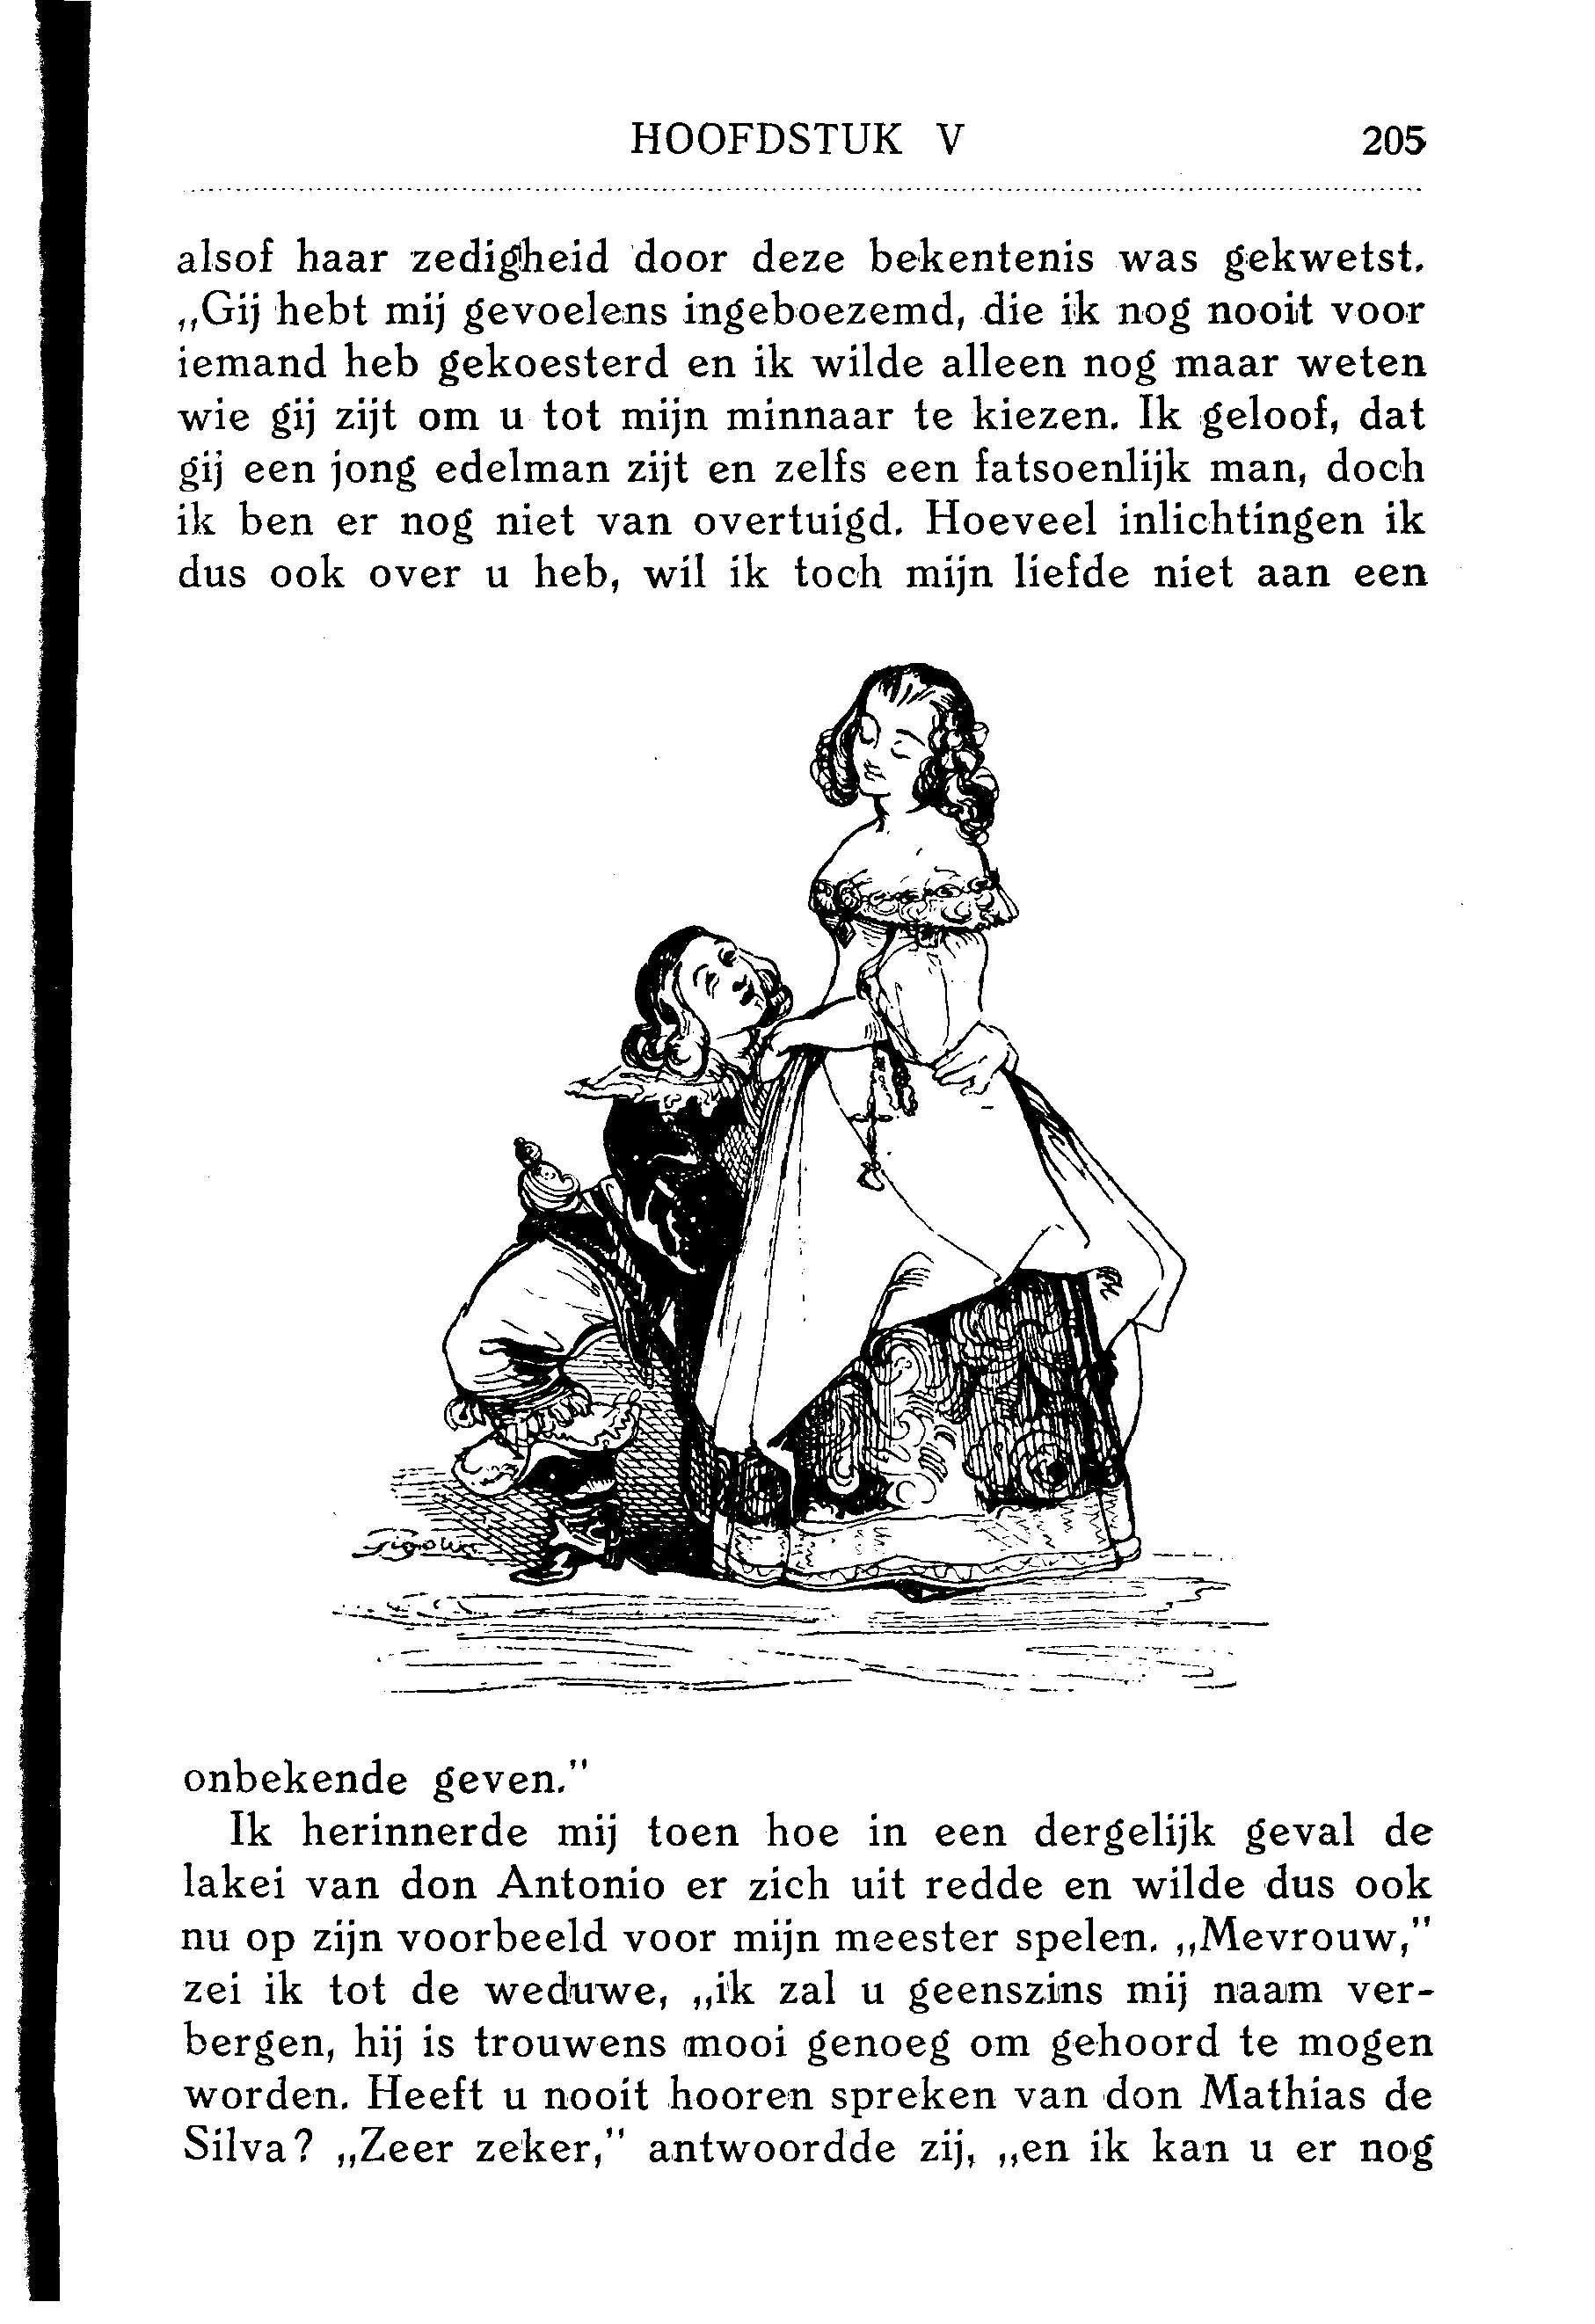 HOOFDSTUK V 205
alsof haar zedigheid door deze bekentenis was gekwetst.
„Gij hebt mij gevoelens ingeboezemd, die ik nog nooit voor
iemand heb gekoesterd en ik wilde alleen nog maar weten
wie gij zijt om u tot mijn minnaar te kiezen. Ik geloof, dat
gij een jong edelman zijt en zelfs een fatsoenlijk man, doch
ik ben er nog niet van overtuigd. Hoeveel inlichtingen ik
dus ook over u heb, wil ik toch mijn liefde niet aan een
Gigoux
onbekende geven.”
Ik herinnerde mij toen hoe in een dergelijk geval de
lakei van don Antonio er zich uit redde en wilde dus ook
nu op zijn voorbeeld voor mijn meester spelen. „Mevrouw,”
zei ik tot de weduwe, „ik zal u geenszins mij naam ver-
bergen, hij is trouwens mooi genoeg om gehoord te mogen
worden. Heeft u nooit hooren spreken van don Mathias de
Silva? „Zeer zeker,” antwoordde zij, „en ik kan u er nog